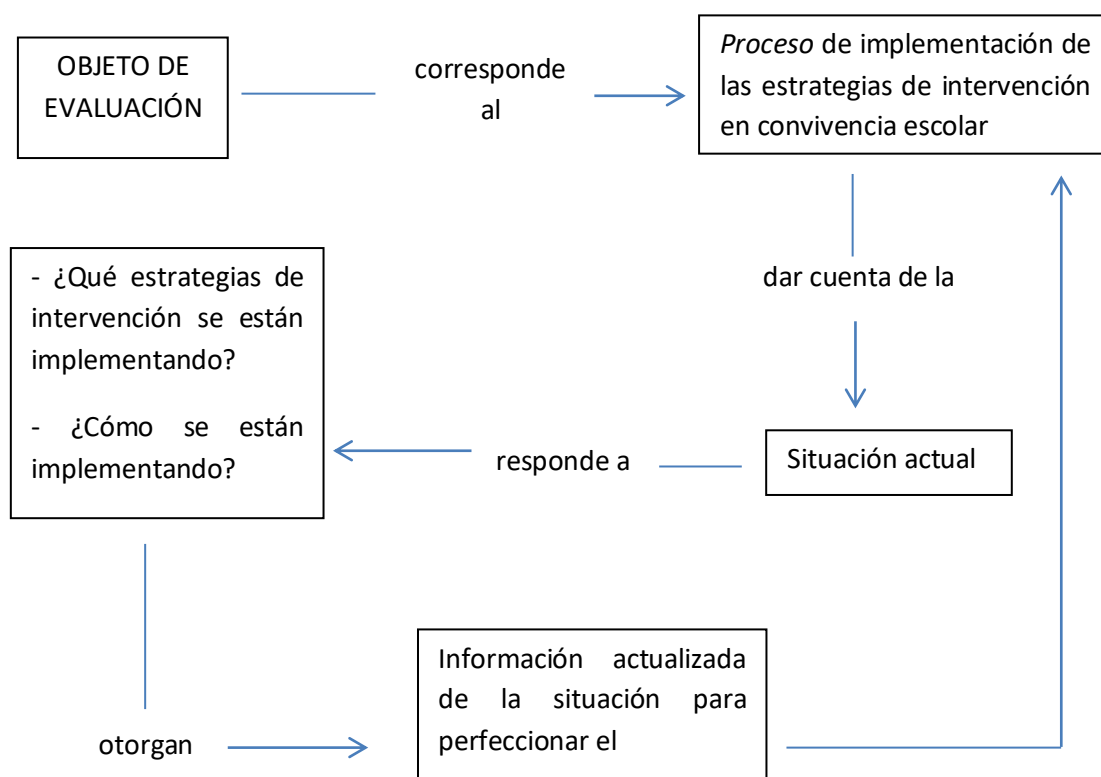 OBJETO DE
EVALUACIÓN
corresponde
al
Proceso de implementación de
las estrategias de intervención
en convivencia escolar
dar cuenta de la
Situación actual
responde a
- ¿Qué estrategias de
intervención se están
implementando?
- ¿Cómo se están
implementando?
otorgan
Información actualizada
de la situación para
perfeccionar el